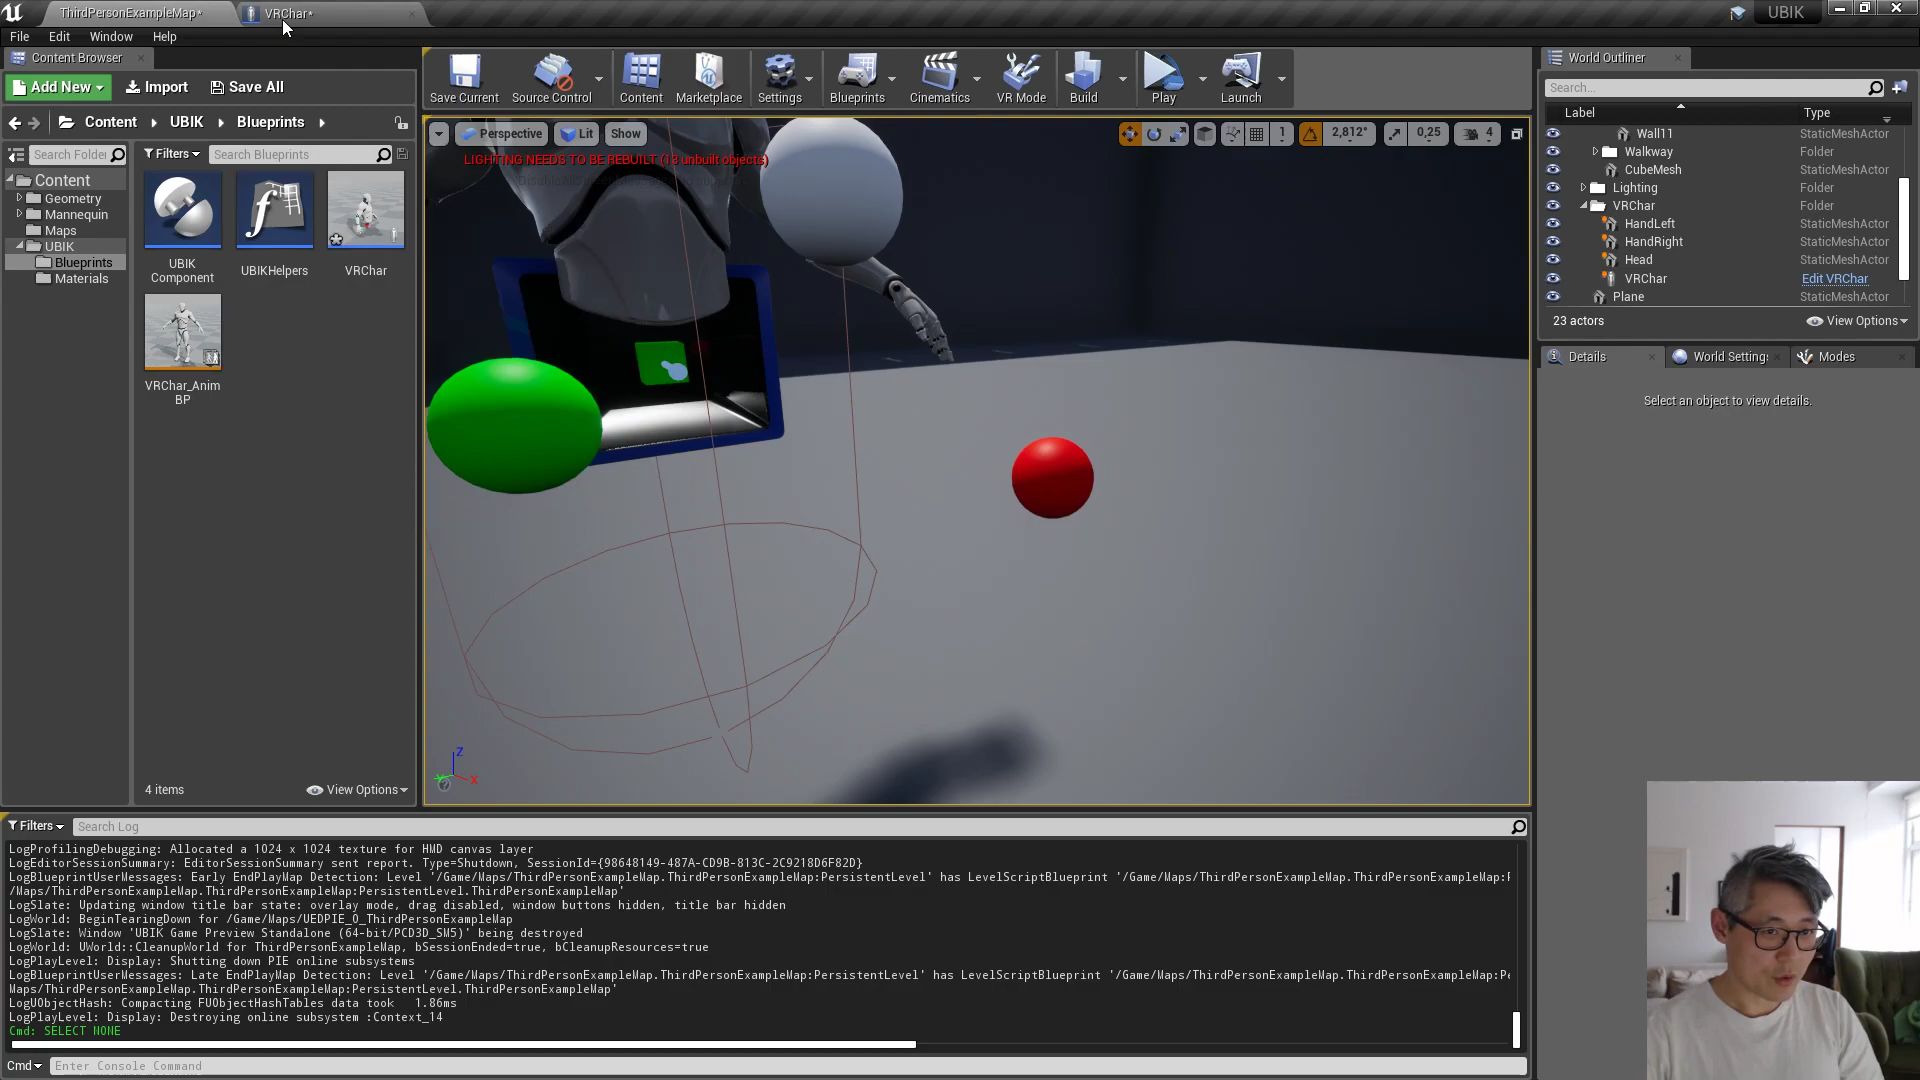 ThirdPersonExampleMap*
VRChar*
UBIK
File Edit Window Help
Content Browser
Add New Import Save All
Content UBIK Blueprints
Search Folder
Filters
Search Blueprints
Content
Geometry
Mannequin
Maps
UBIK
Blueprints
Materials
UBIK Component
UBIKHelpers
VRChar
VRChar_Anim BP
4 items
View Options
Save Current
Source Control
Content
Marketplace
Settings
Blueprints
Cinematics
VR Mode
Build
Play
Launch
Perspective
Lit
Show
1
2,812°
0,25
4
LIGHTING NEEDS TO BE REBUILT (13 unbuilt objects)
Z
X
World Outliner
Search...
Label Type
Wall11 StaticMeshActor
Walkway Folder
CubeMesh StaticMeshActor
Lighting Folder
VRChar Folder
HandLeft StaticMeshActor
HandRight StaticMeshActor
Head StaticMeshActor
VRChar Edit VRChar
Plane StaticMeshActor
23 actors
View Options
Details
World Settings
Modes
Select an object to view details.
Filters
Search Log
LogProfilingDebugging: Allocated a 1024 x 1024 texture for HMD canvas layer
LogEditorSessionSummary: EditorSessionSummary sent report. Type=Shutdown, SessionId={98648149-487A-CD9B-813C-2C9218D6F82D}
LogBlueprintUserMessages: Early EndPlayMap Detection: Level '/Game/Maps/ThirdPersonExampleMap.ThirdPersonExampleMap:PersistentLevel' has LevelScriptBlueprint '/Game/Maps/ThirdPersonExampleMap.ThirdPersonExampleMap:P
/Maps/ThirdPersonExampleMap.ThirdPersonExampleMap:PersistentLevel.ThirdPersonExampleMap'
LogSlate: Updating window title bar state: overlay mode, drag disabled, window buttons hidden, title bar hidden
LogWorld: BeginTearingDown for /Game/Maps/UEDPIE_0_ThirdPersonExampleMap
LogSlate: Window 'UBIK Game Preview Standalone (64-bit/PCD3D_SM5)' being destroyed
LogWorld: UWorld::CleanupWorld for ThirdPersonExampleMap, bSessionEnded=true, bCleanupResources=true
LogPlayLevel: Display: Shutting down PIE online subsystems
LogBlueprintUserMessages: Late EndPlayMap Detection: Level '/Game/Maps/ThirdPersonExampleMap.ThirdPersonExampleMap:PersistentLevel' has LevelScriptBlueprint '/Game/Maps/ThirdPersonExampleMap.ThirdPersonExampleMap:Pe
Maps/ThirdPersonExampleMap.ThirdPersonExampleMap:PersistentLevel.ThirdPersonExampleMap'
LogUObjectHash: Compacting FUObjectHashTables data took 1.86ms
LogPlayLevel: Display: Destroying online subsystem :Context_14
Cmd: SELECT NONE
Cmd
Enter Console Command